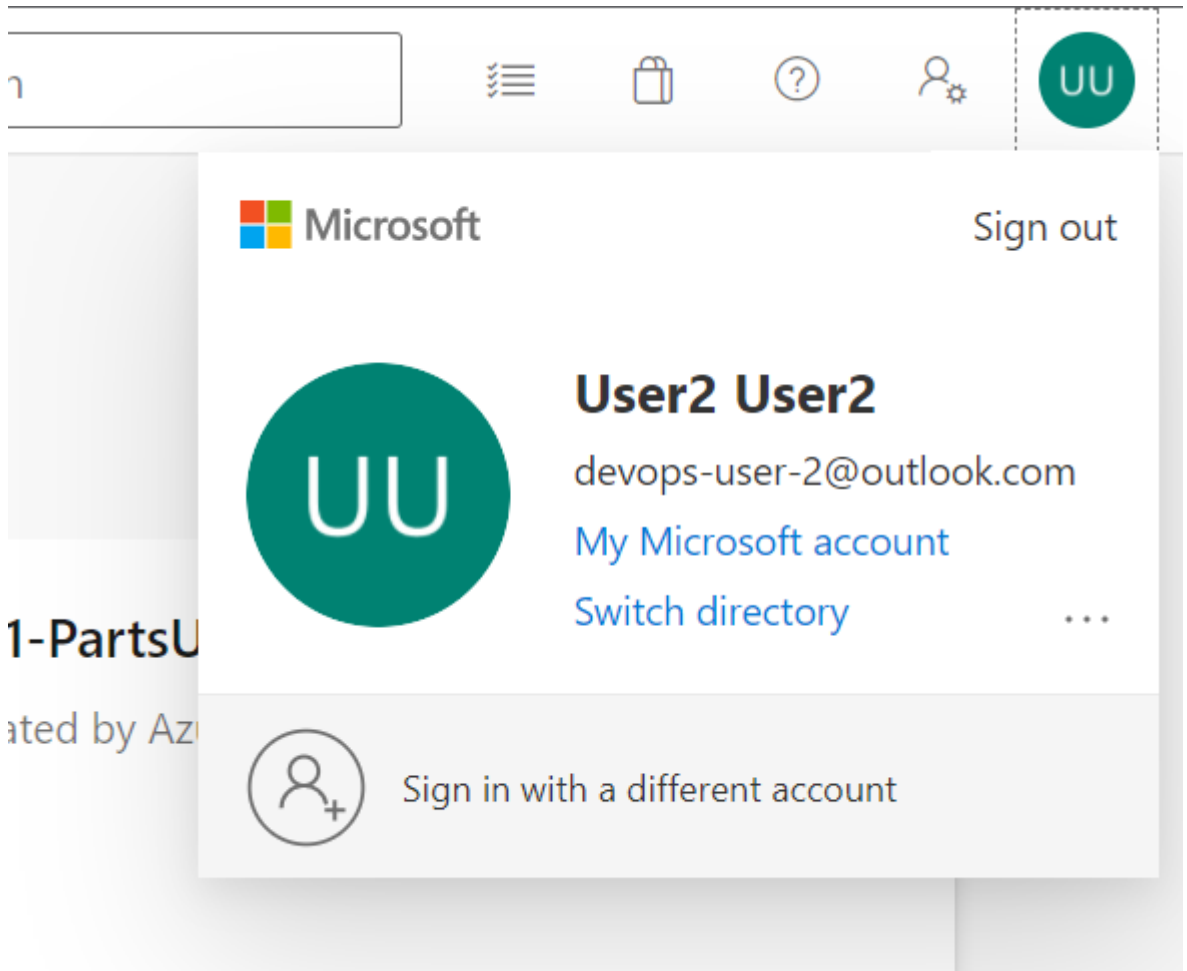 UU
Microsoft
Sign out
UU
User2 User2
devops-user-2@outlook.com
My Microsoft account
Switch directory
...
1-PartsU
ated by Az
Sign in with a different account